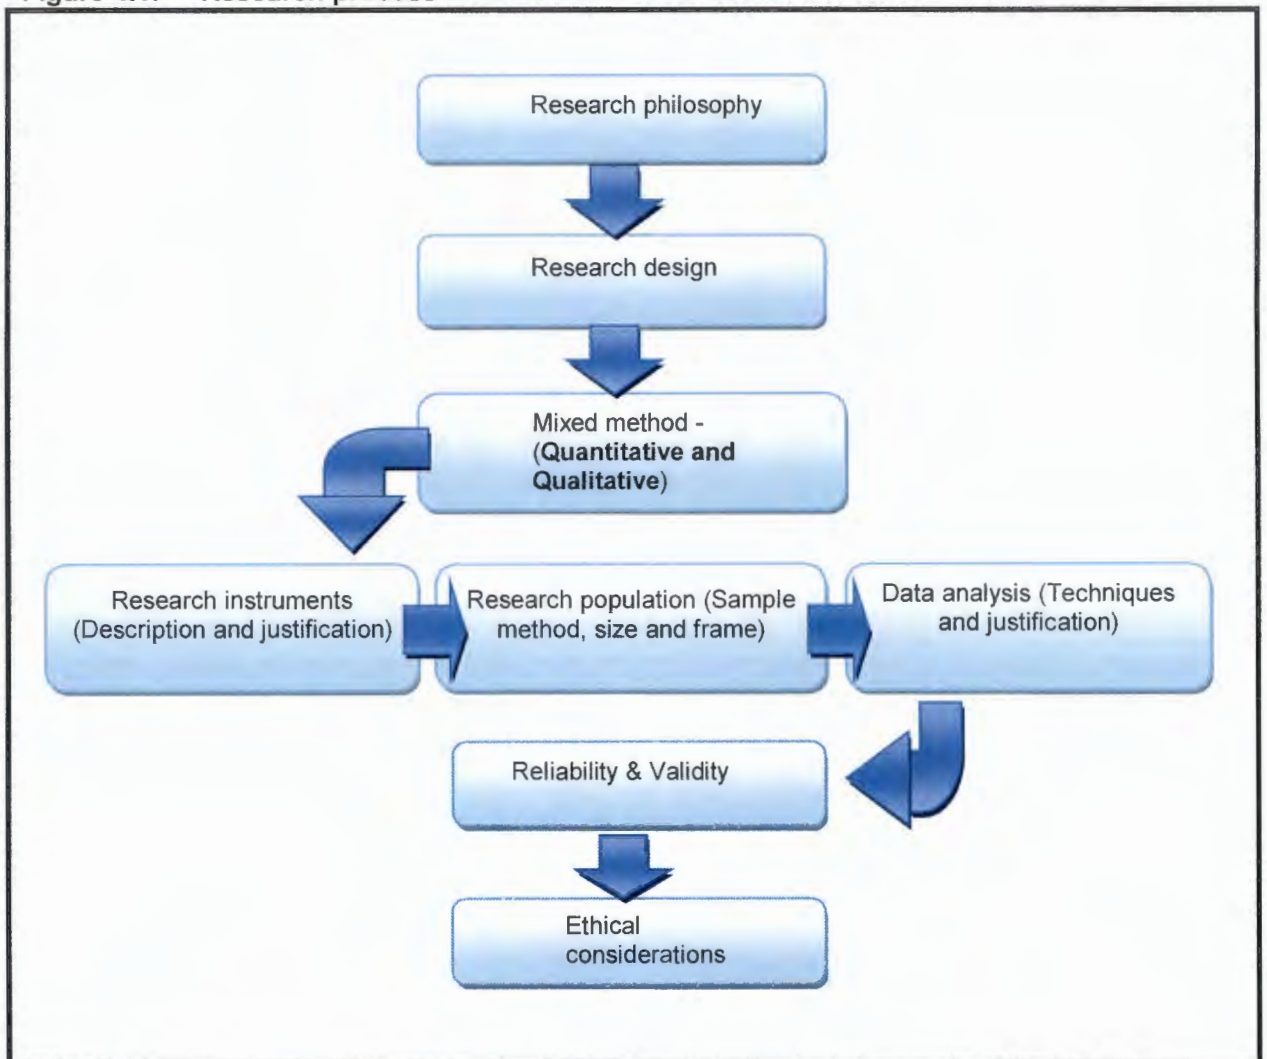 Research philosophy
Research design
Mixed method -
(Quantitative and
Qualitative)
Research instruments
(Description and justification)
Research population (Sample
method, size and frame)
Data analysis (Techniques
and justification)
Reliability & Validity
Ethical
considerations